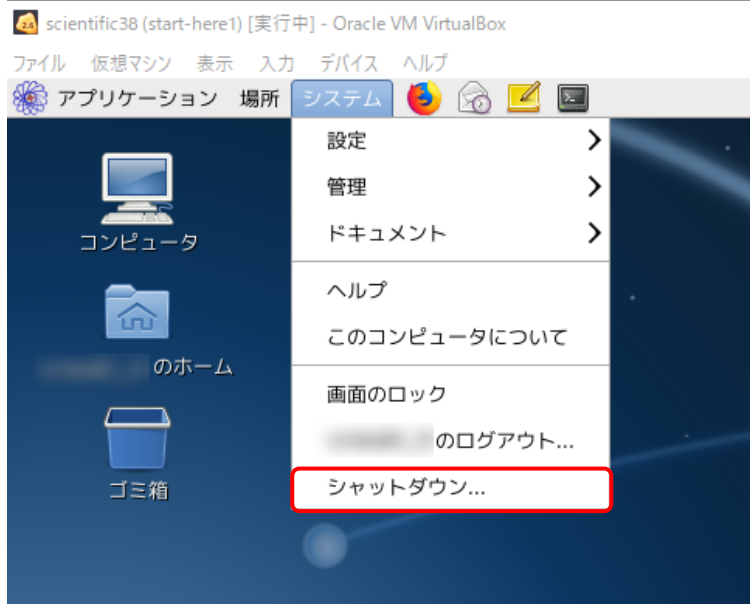 scientific38 (start-here1) [実行中] - Oracle VM VirtualBox
ファイル 仮想マシン 表示 入力 デバイス ヘルプ
アプリケーション 場所 システム
設定
管理
ドキュメント
ヘルプ
このコンピュータについて
画面のロック
のログアウト...
シャットダウン...
コンピュータ
のホーム
ゴミ箱